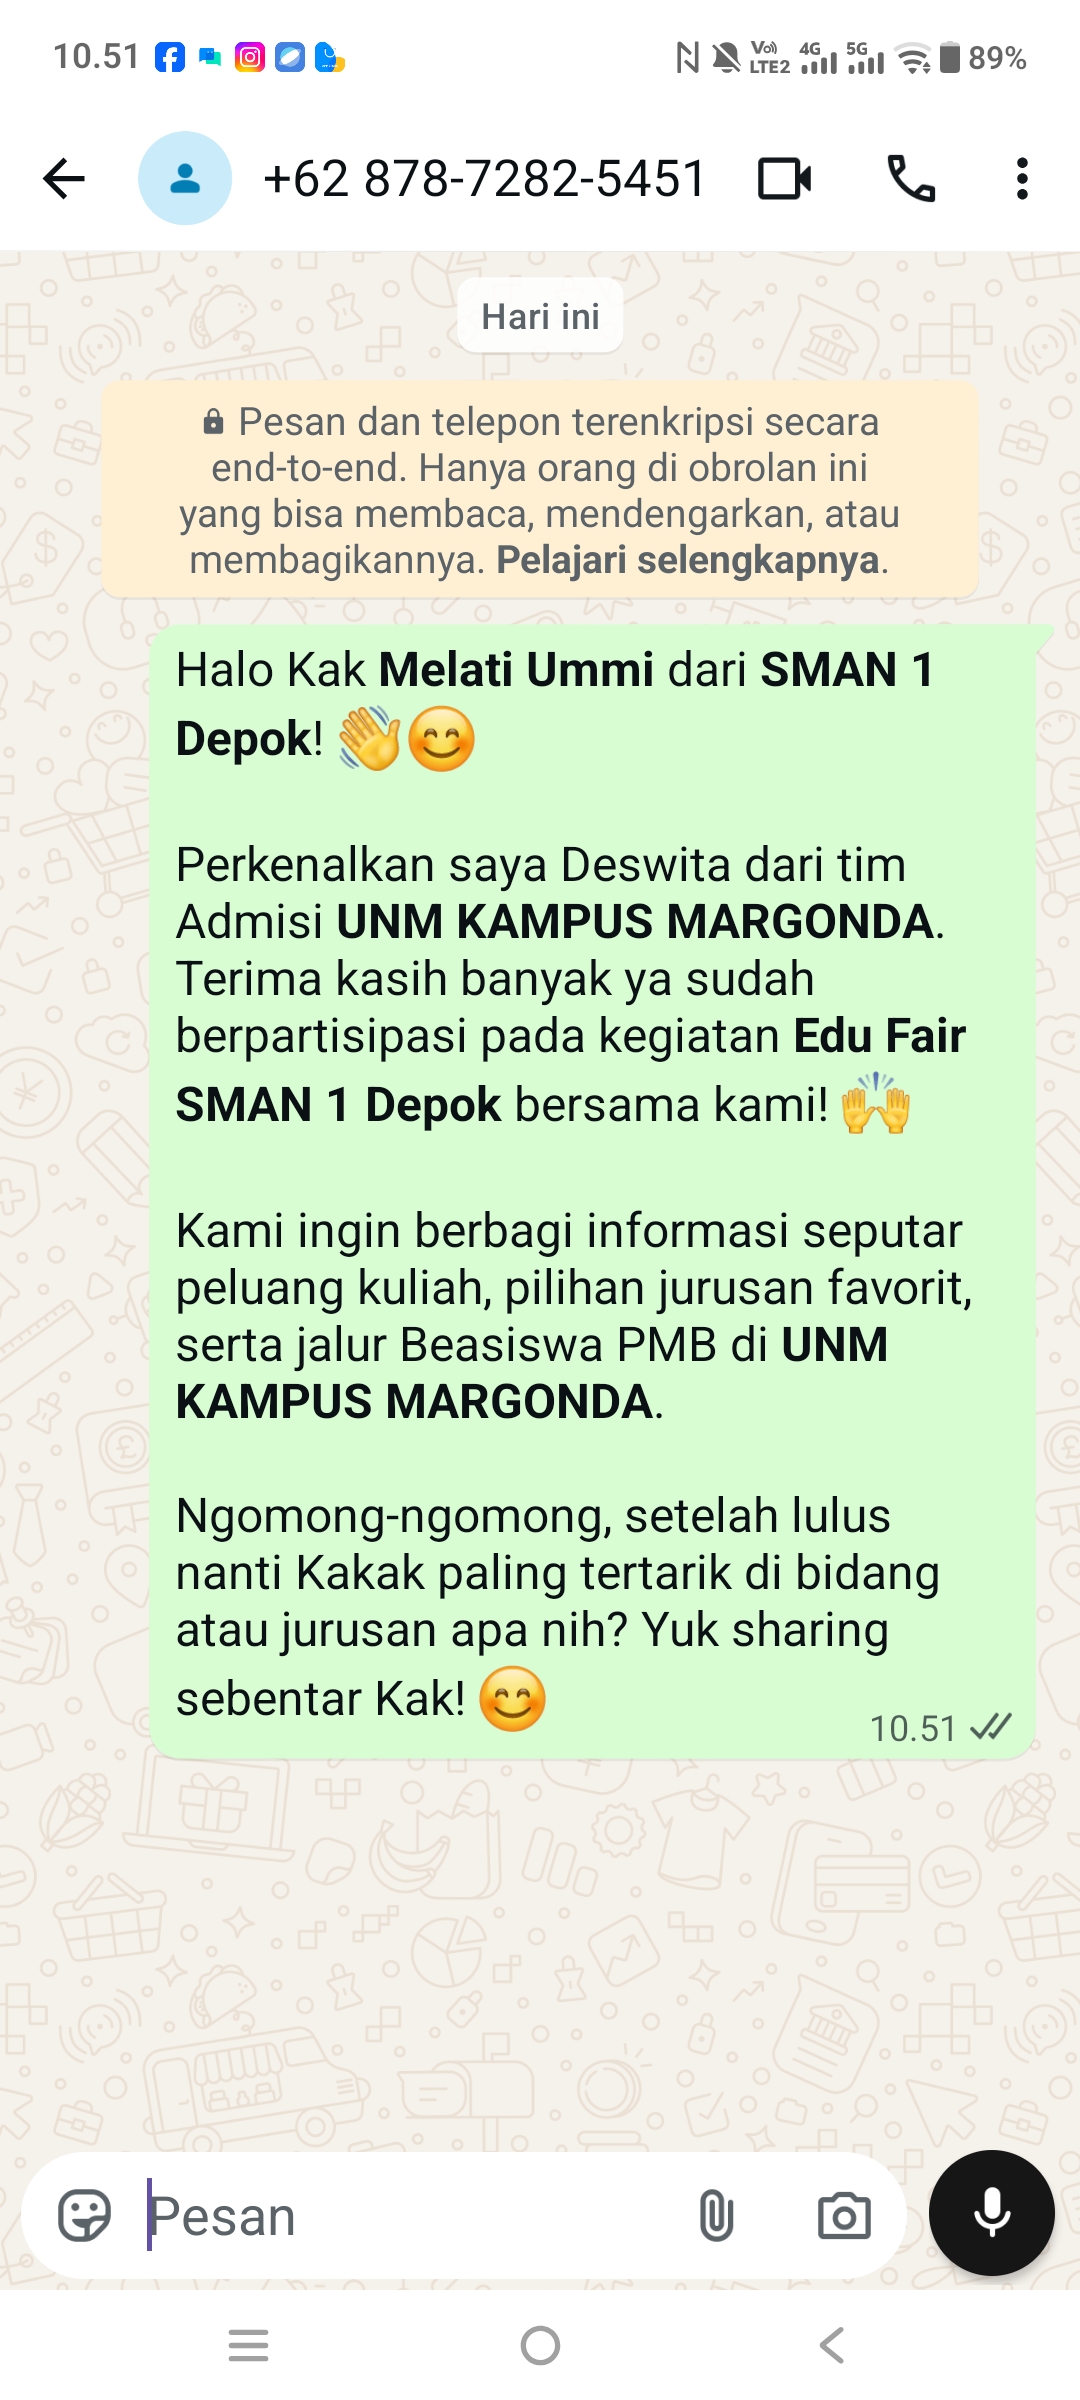 10.51 Vo) LTE2 4G 5G 89%
+62 878-7282-5451
Hari ini
Pesan dan telepon terenkripsi secara
end-to-end. Hanya orang di obrolan ini
yang bisa membaca, mendengarkan, atau
membagikannya. Pelajari selengkapnya.
Halo Kak Melati Ummi dari SMAN 1
Depok! 👋😊
Perkenalkan saya Deswita dari tim
Admisi UNM KAMPUS MARGONDA.
Terima kasih banyak ya sudah
berpartisipasi pada kegiatan Edu Fair
SMAN 1 Depok bersama kami! 🙌
Kami ingin berbagi informasi seputar
peluang kuliah, pilihan jurusan favorit,
serta jalur Beasiswa PMB di UNM
KAMPUS MARGONDA.
Ngomong-ngomong, setelah lulus
nanti Kakak paling tertarik di bidang
atau jurusan apa nih? Yuk sharing
sebentar Kak! 😊
10.51
Pesan